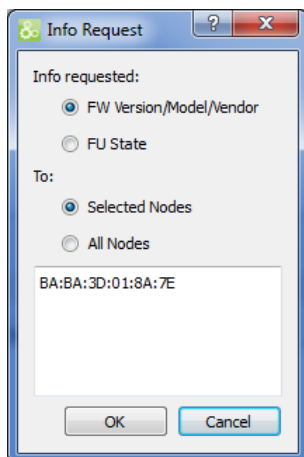 Info Request
Info requested:
FW Version/Model/Vendor
FU State
To:
Selected Nodes
All Nodes
BA:BA:3D:01:8A:7E
OK Cancel